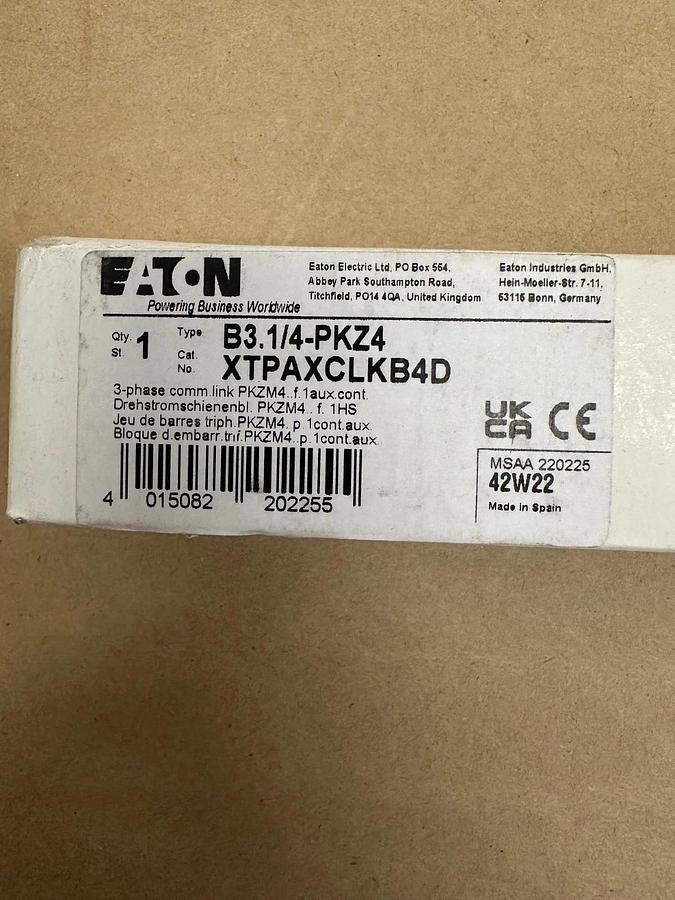 EATON
Powering Business Worldwide
Eaton Electric Ltd, PO Box 554,
Abbey Park Southampton Road,
Titchfield, PO14 4QA, United Kingdom
Eaton Industries GmbH,
Hein-Moeller-Str. 7-11,
53115 Bonn, Germany
Qty. 1
St.
Type B3.1/4-PKZ4
Cat. No. XTPAXCLKB4D
3-phase comm.link PKZM4..f.1aux.cont.
Drehstromschienenbl. PKZM4.. f. 1HS
Jeu de barres triph.PKZM4. p.1cont.aux
Bloque d.embarr.trif.PKZM4..p.1cont.aux
4 015082 202255
UK
CA
CE
MSAA 220225
42W22
Made in Spain